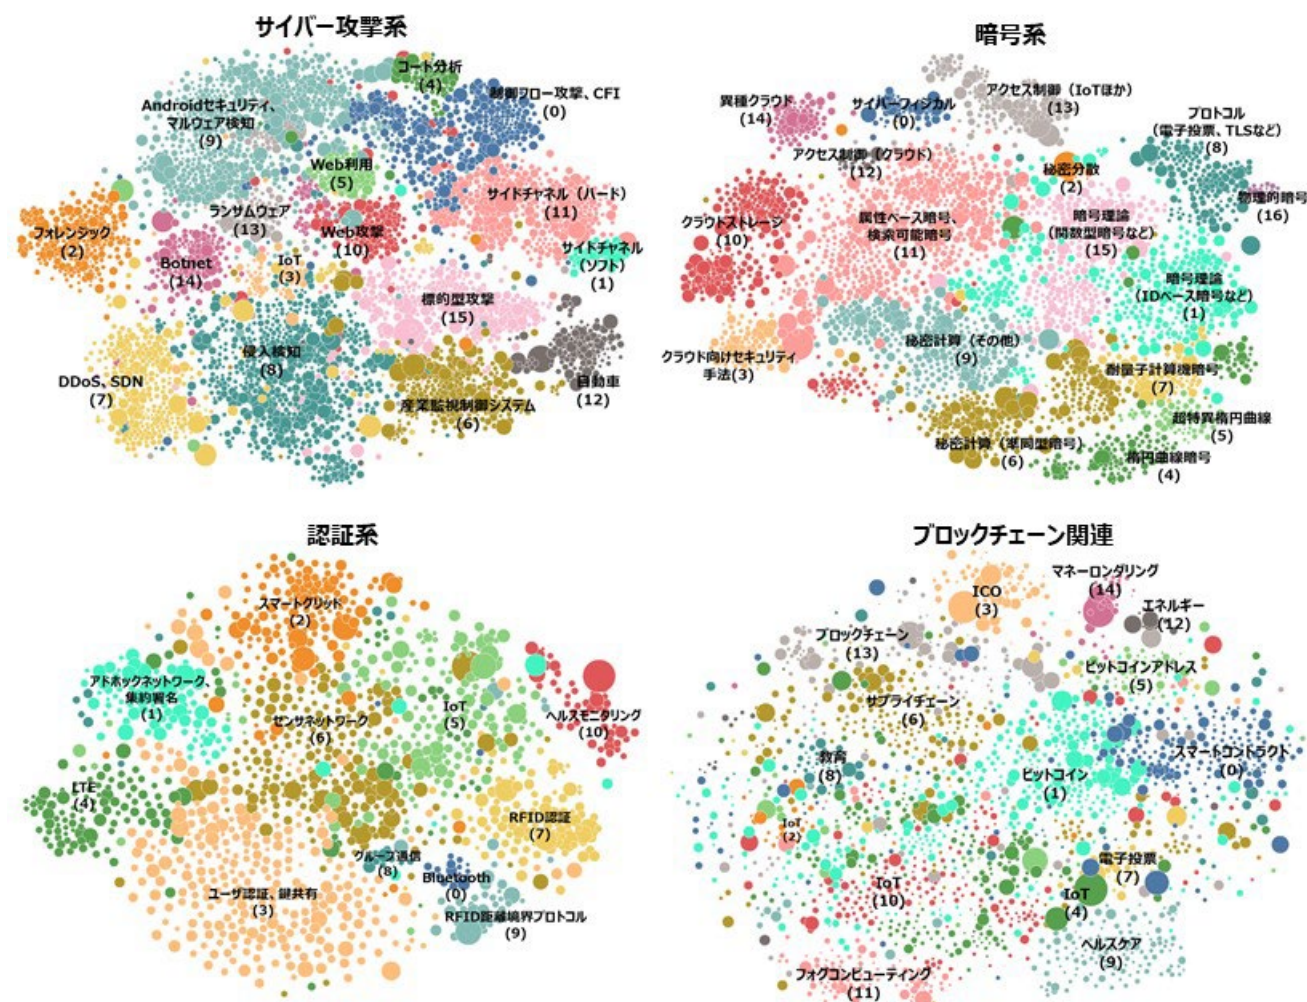 サイバー攻撃系
コード分析
(4)
制御フロー攻撃、CFI
(0)
Androidセキュリティ、
マルウェア検知
(9)
Web利用
(5)
サイドチャネル（ハード）
(11)
ランサムウェア
(13)
Web攻撃
(10)
フォレンジック
(2)
サイドチャネル
(ソフト)
(1)
IoT
(3)
Botnet
(14)
標的型攻撃
(15)
侵入検知
(8)
DDoS、SDN
(7)
自動車
(12)
産業監視制御システム
(6)
暗号系
異種クラウド
(14)
サイバーフィジカル
(0)
アクセス制御（IoTほか）
(13)
プロトコル
（電子投票、TLSなど）
(8)
アクセス制御（クラウド）
(12)
秘密分散
(2)
物理的暗号
(16)
クラウドストレージ
(10)
属性ベース暗号、
検索可能暗号
(11)
暗号理論
（関数型暗号など）
(15)
暗号理論
（IDベース暗号など）
(1)
秘密計算（その他）
(9)
クラウド向けセキュリティ
手法(3)
耐量子計算機暗号
(7)
超特異楕円曲線
(5)
秘密計算（準同型暗号）
(6)
楕円曲線暗号
(4)
認証系
スマートグリッド
(2)
アドホックネットワーク、
集約署名
(1)
センサネットワーク
(6)
IoT
(5)
ヘルスモニタリング
(10)
LTE
(4)
RFID認証
(7)
グループ通信
(8)
Bluetooth
(0)
ユーザ認証、鍵共有
(3)
RFID距離境界プロトコル
(9)
ブロックチェーン関連
ICO
(3)
マネーロンダリング
(14)
エネルギー
(12)
ブロックチェーン
(13)
ビットコインアドレス
(5)
サプライチェーン
(6)
スマートコントラクト
(0)
教育
(8)
ビットコイン
(1)
IoT
(2)
電子投票
(7)
IoT
(10)
IoT
(4)
ヘルスケア
(9)
フォグコンピューティング
(11)